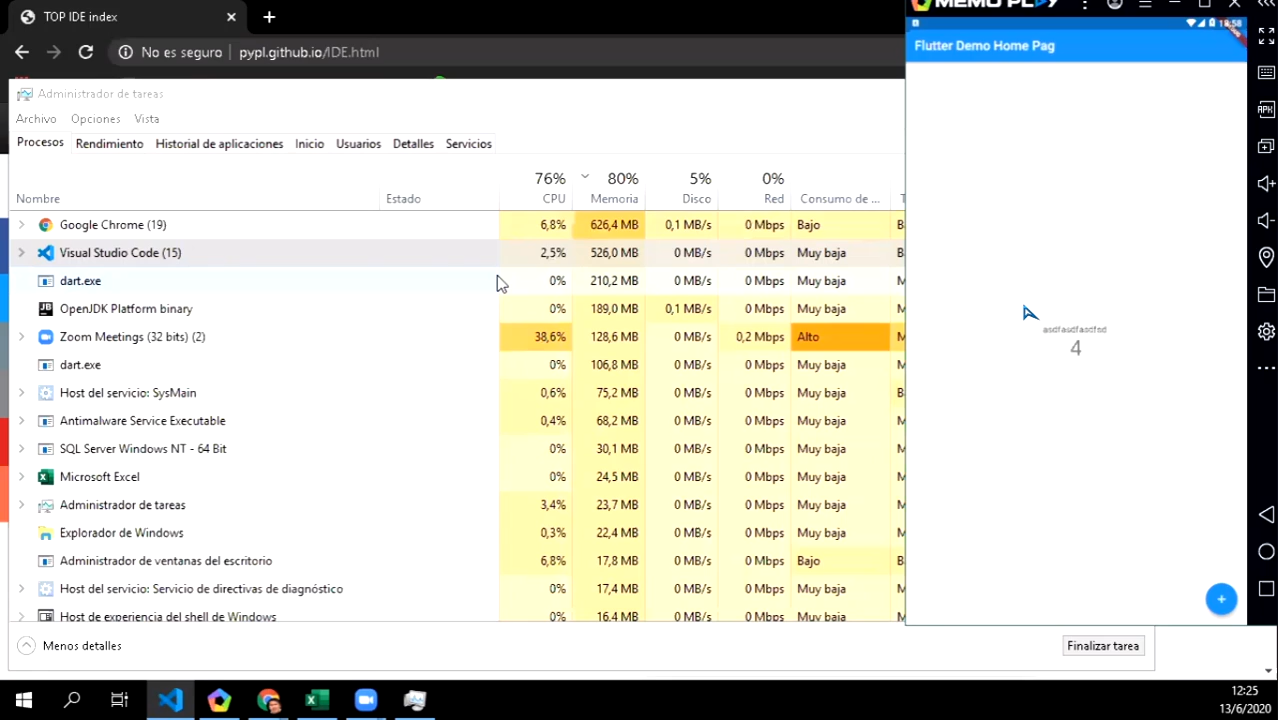 TOP IDE index
No es seguro pypl.github.io/IDE.html
Administrador de tareas
Archivo Opciones Vista
Procesos Rendimiento Historial de aplicaciones Inicio Usuarios Detalles Servicios
76% 80% 5% 0%
Nombre Estado CPU Memoria Disco Red Consumo de ... T
Google Chrome (19) 6,8% 626,4 MB 0,1 MB/s 0 Mbps Bajo B
Visual Studio Code (15) 2,5% 526,0 MB 0 MB/s 0 Mbps Muy baja B
dart.exe 0% 210,2 MB 0 MB/s 0 Mbps Muy baja M
OpenJDK Platform binary 0% 189,0 MB 0,1 MB/s 0 Mbps Muy baja M
Zoom Meetings (32 bits) (2) 38,6% 128,6 MB 0 MB/s 0,2 Mbps Alto M
dart.exe 0% 106,8 MB 0 MB/s 0 Mbps Muy baja M
Host del servicio: SysMain 0,6% 75,2 MB 0 MB/s 0 Mbps Muy baja B
Antimalware Service Executable 0,4% 68,2 MB 0 MB/s 0 Mbps Muy baja M
SQL Server Windows NT - 64 Bit 0% 30,1 MB 0 MB/s 0 Mbps Muy baja M
Microsoft Excel 0% 24,5 MB 0 MB/s 0 Mbps Muy baja M
Administrador de tareas 3,4% 23,7 MB 0 MB/s 0 Mbps Muy baja M
Explorador de Windows 0,3% 22,4 MB 0 MB/s 0 Mbps Muy baja M
Administrador de ventanas del escritorio 6,8% 17,8 MB 0 MB/s 0 Mbps Bajo B
Host del servicio: Servicio de directivas de diagnóstico 0% 17,4 MB 0 MB/s 0 Mbps Muy baja M
Host de experiencia del shell de Windows 0% 16,4 MB 0 MB/s 0 Mbps Muy baja M
Menos detalles
Finalizar tarea
MEMU PLAY
18:58
Flutter Demo Home Pag
4
APK
12:25
13/6/2020